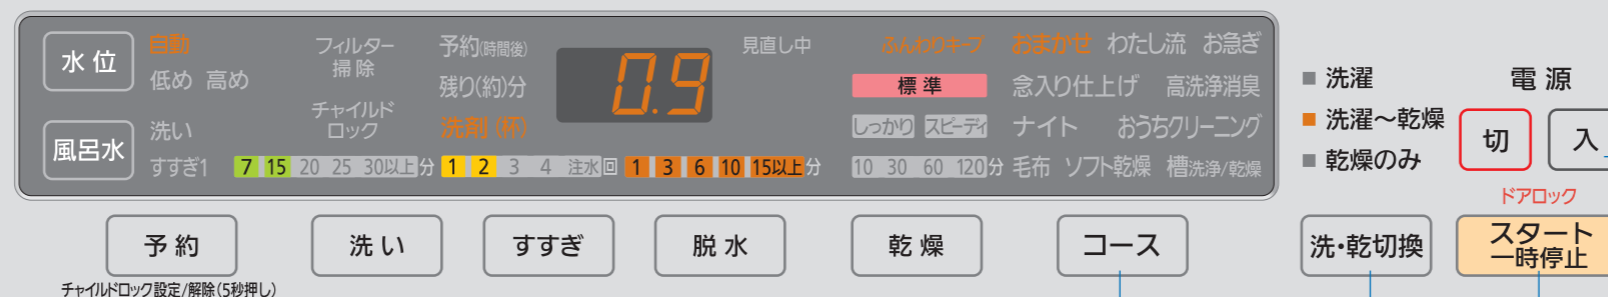 水位
自動
低め 高め
フィルター
掃除
チャイルド
ロック
予約(時間後)
残り(約)分
洗剤(杯)
0.9
見直し中
ふんわりキープ
おまかせ わたし流 お急ぎ
標準
念入り仕上げ 高洗浄消臭
しっかり スピーディ
ナイト おうちクリーニング
風呂水
洗い
すすぎ1
7 15 20 25 30以上 分
1 2 3 4 注水 回
1 3 6 10 15以上 分
10 30 60 120 分
毛布 ソフト乾燥 槽洗浄/乾燥
■ 洗濯
■ 洗濯～乾燥
■ 乾燥のみ
電源
切
入
ドアロック
予約
洗い
すすぎ
脱水
乾燥
コース
洗・乾切換
スタート
一時停止
チャイルドロック設定/解除(5秒押し)